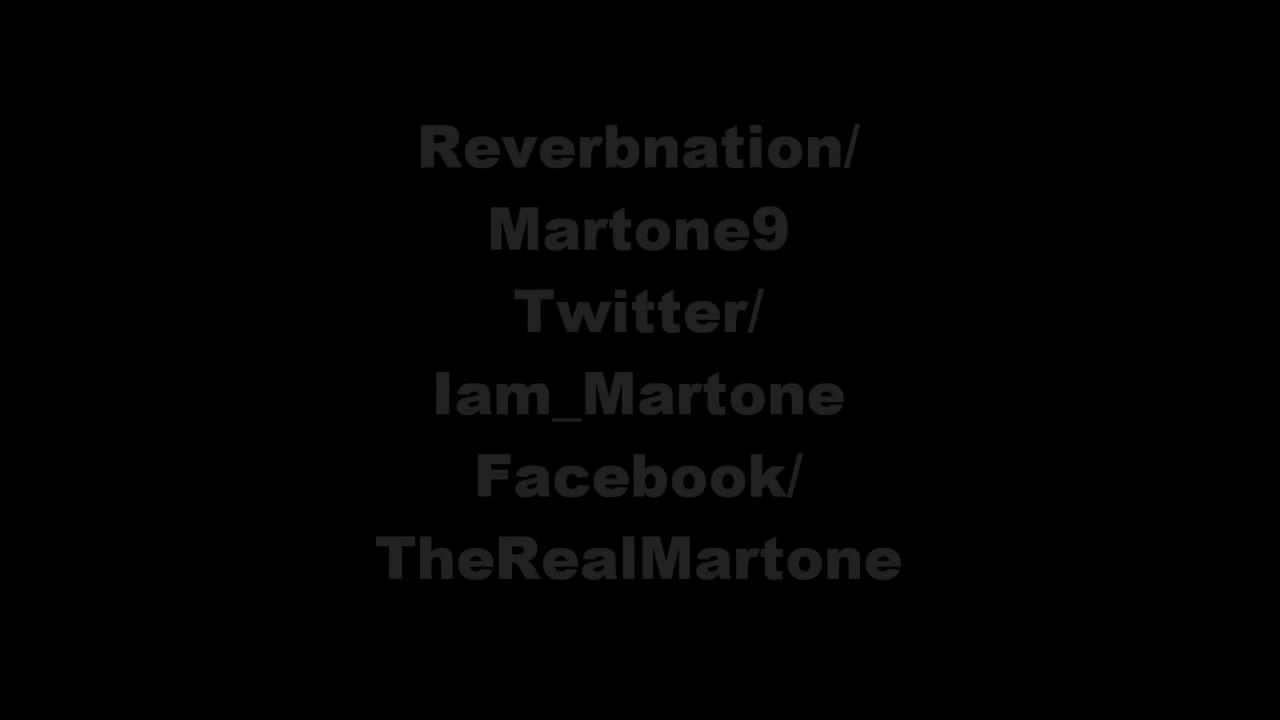 Reverbnation/
Martone9
Twitter/
Iam_Martone
Facebook/
TheRealMartone